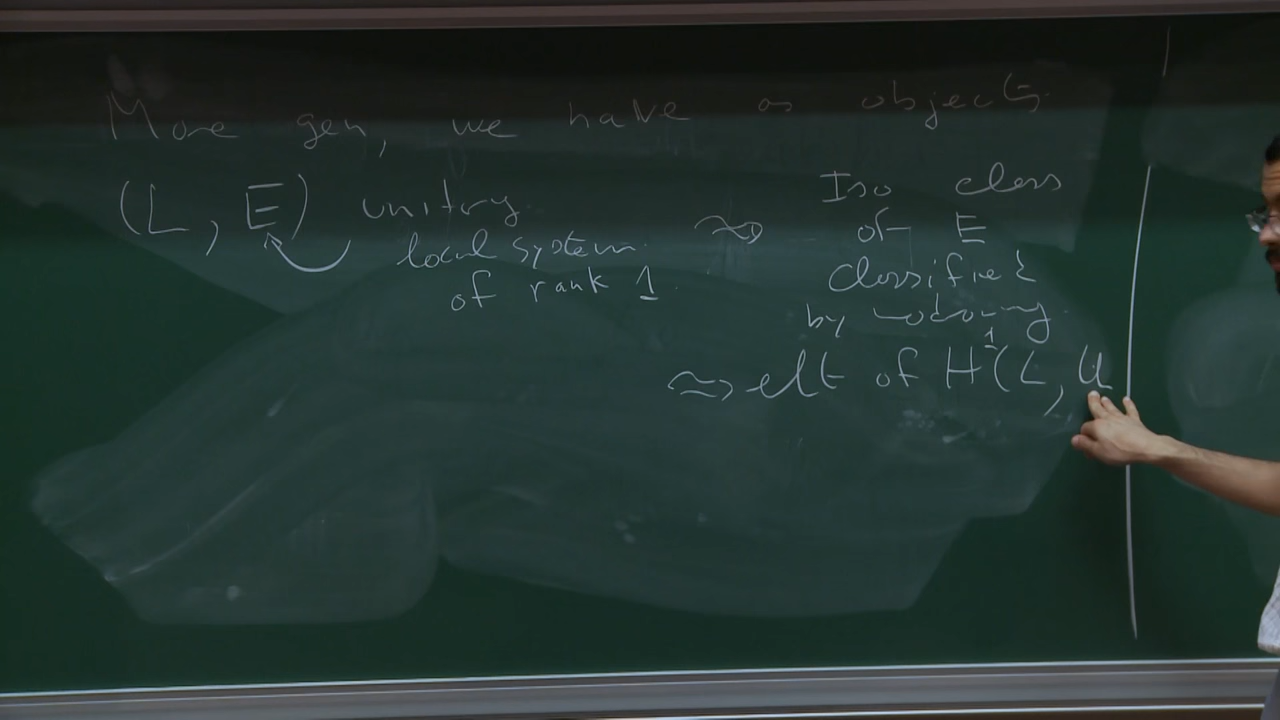 More gen, we have as objects
(L, E) unitary local system of rank 1.
⇝ Iso class
of E
classified
by monodromy.
⇝ elt of H¹(L, U